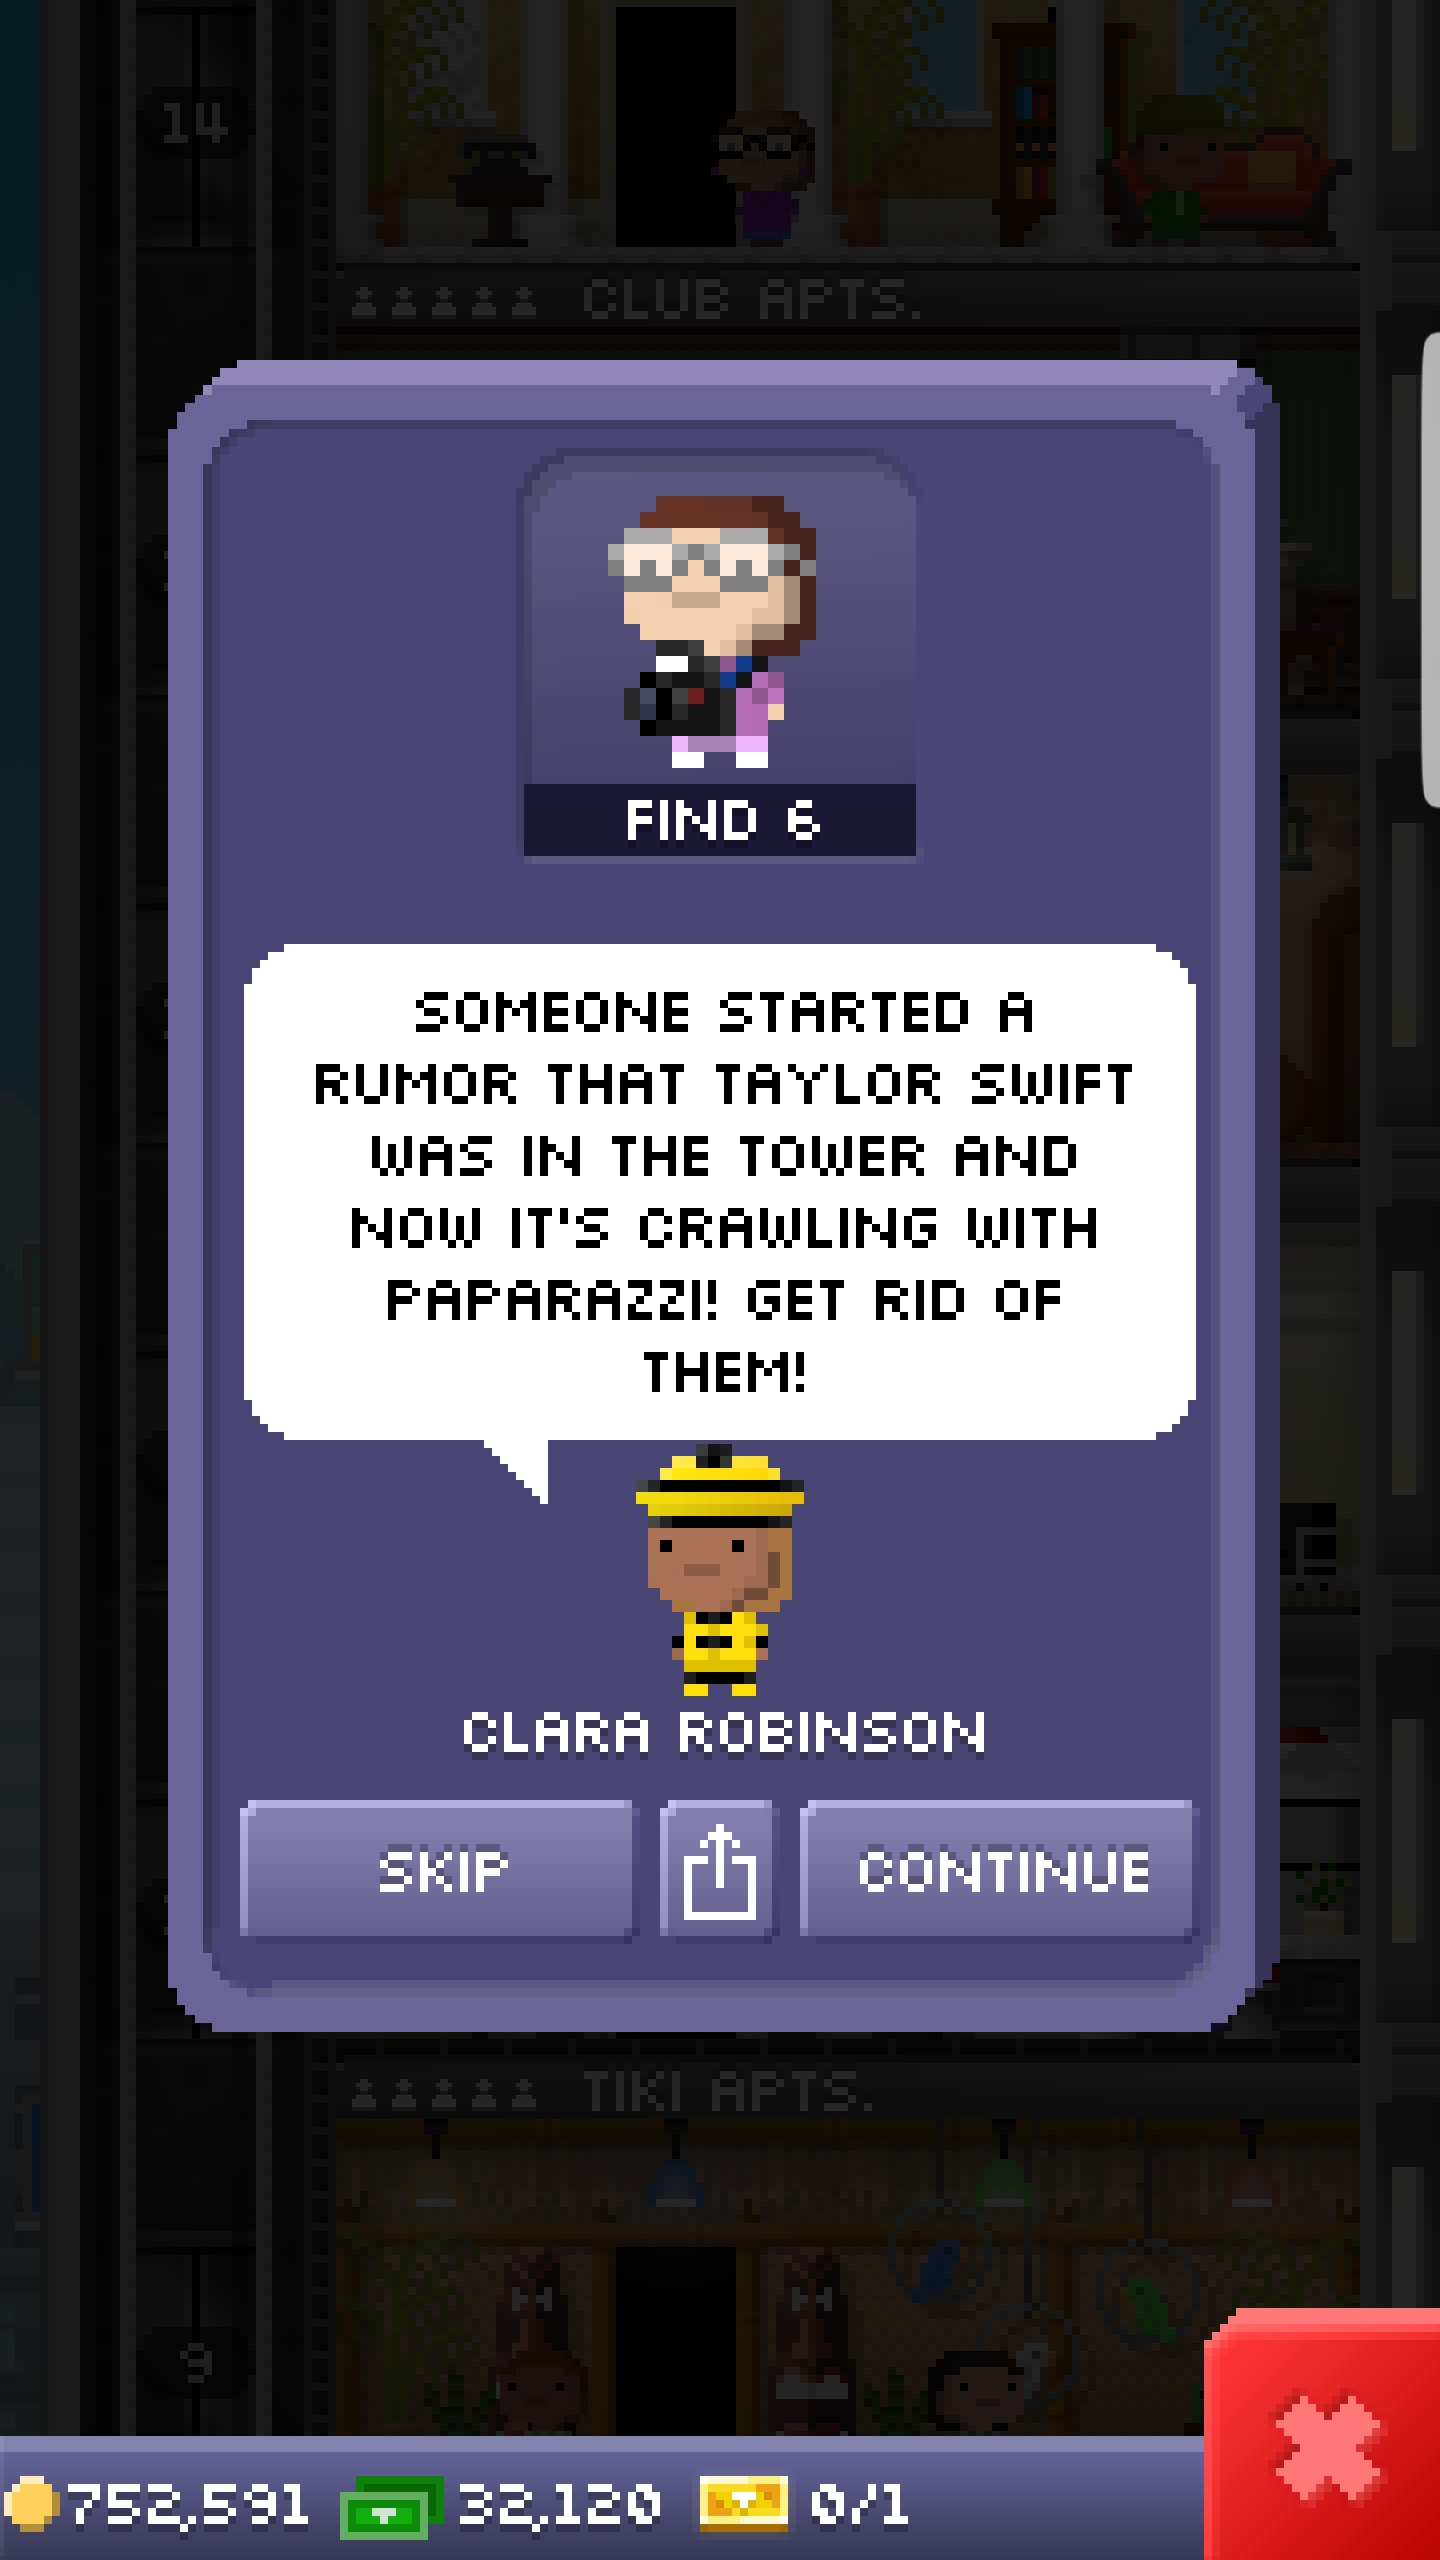 14
CLUB APTS.
FIND 6
SOMEONE STARTED A
RUMOR THAT TAYLOR SWIFT
WAS IN THE TOWER AND
NOW IT'S CRAWLING WITH
PAPARAZZI! GET RID OF
THEM!
CLARA ROBINSON
SKIP
CONTINUE
TIKI APTS.
9
752,591
32,120
0/1